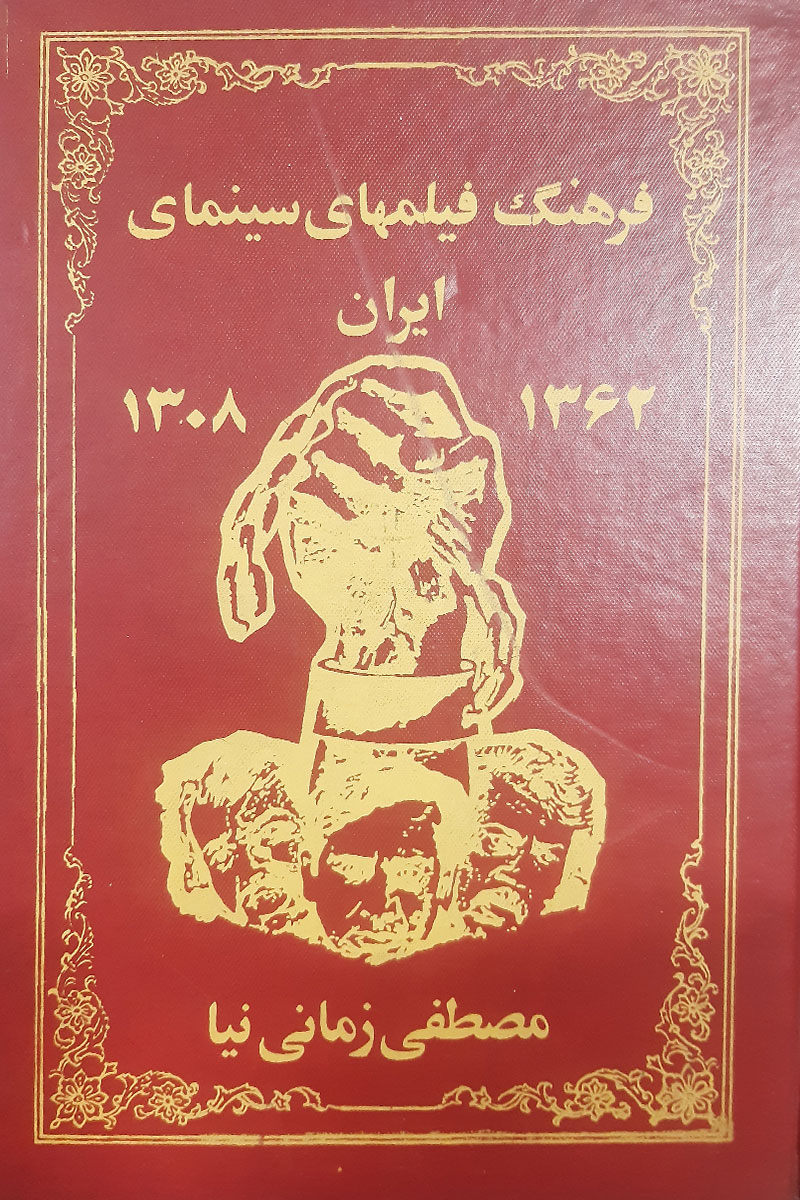 فرهنگ فیلمهای سینمای
ایران
۱۳۶۲ ۱۳۰۸
مصطفی زمانی نیا